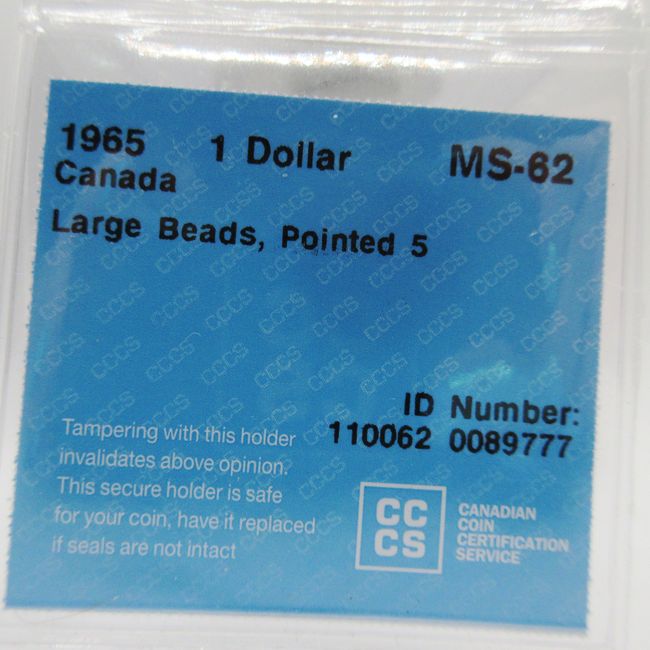 1965 1 Dollar MS-62
Canada
Large Beads, Pointed 5
ID Number:
110062 0089777
Tampering with this holder
invalidates above opinion.
This secure holder is safe
for your coin, have it replaced
if seals are not intact
CC
CS
CANADIAN
COIN
CERTIFICATION
SERVICE